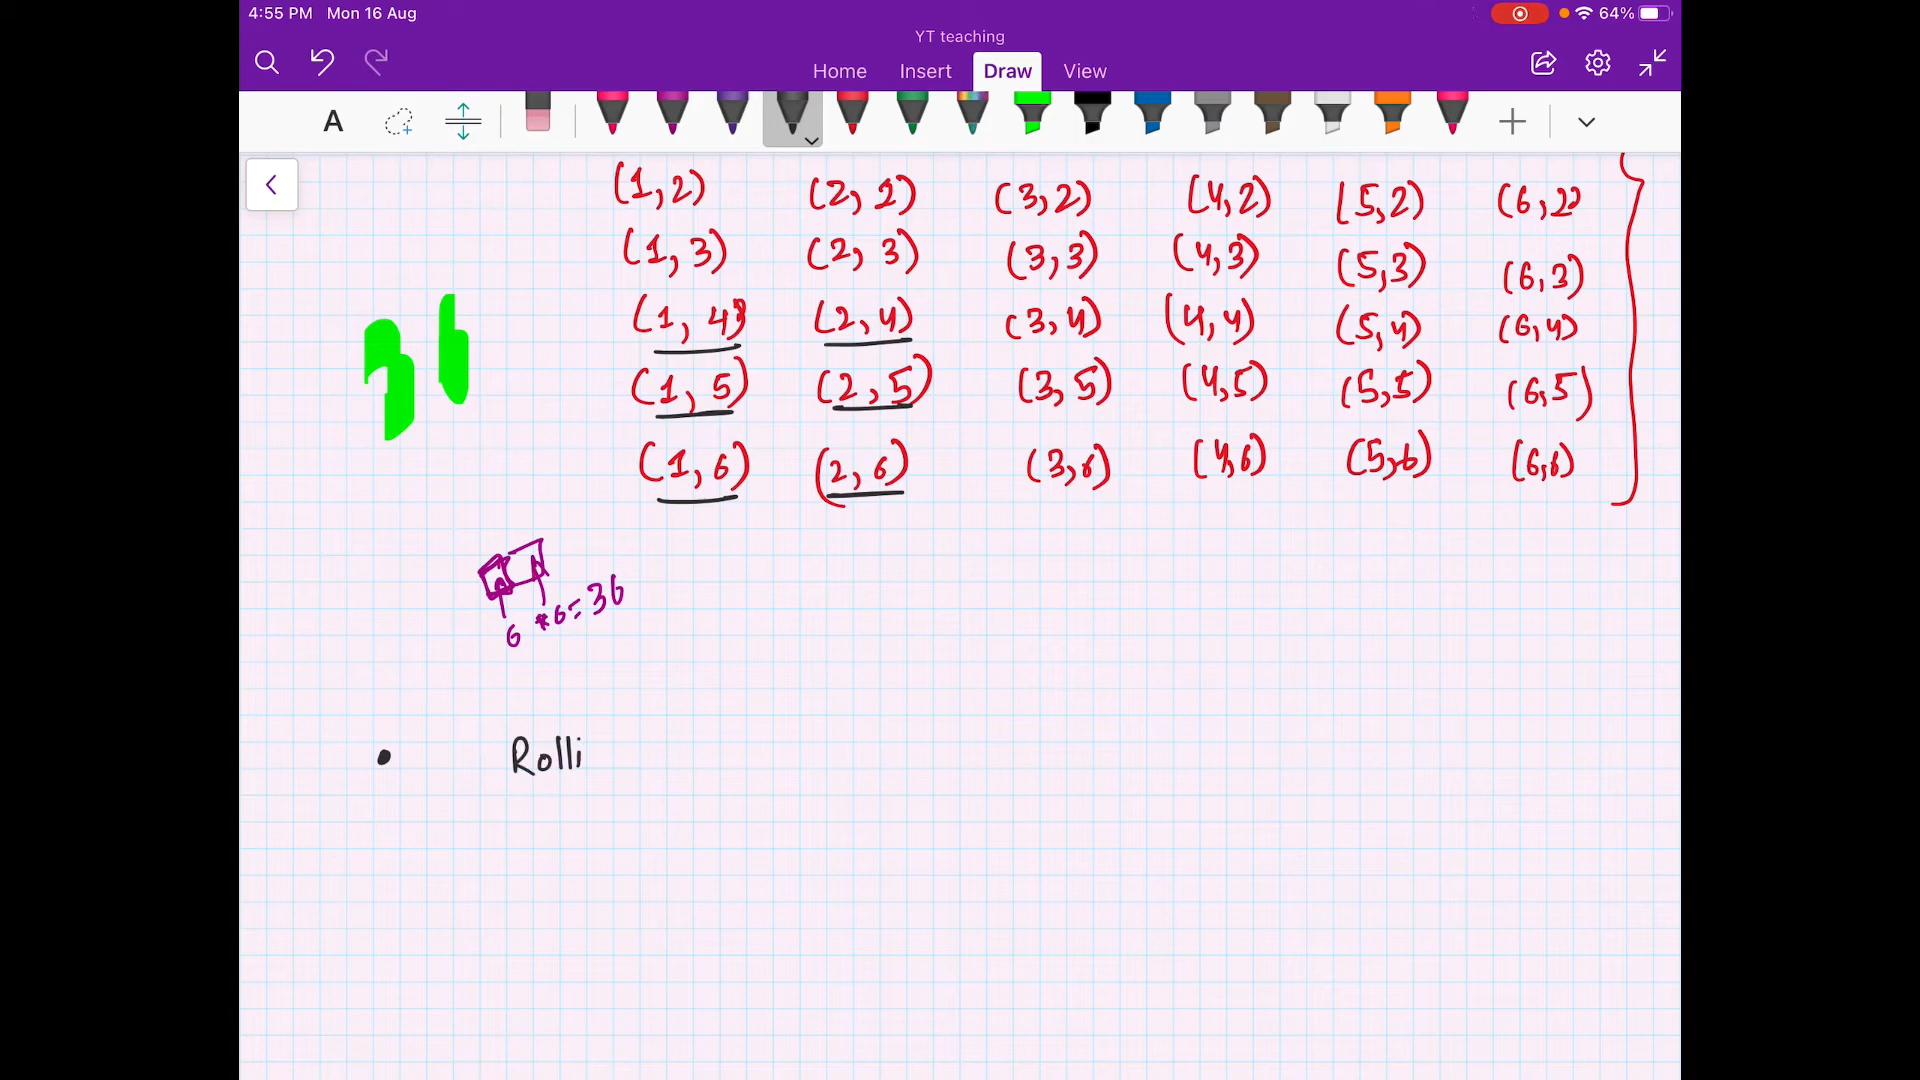 4:55 PM Mon 16 Aug
64%
YT teaching
Home Insert Draw View
A
(1,2) (2,2) (3,2) (4,2) (5,2) (6,2)
(1,3) (2,3) (3,3) (4,3) (5,3) (6,3)
(1,4) (2,4) (3,4) (4,4) (5,4) (6,4)
(1,5) (2,5) (3,5) (4,5) (5,5) (6,5)
(1,6) (2,6) (3,6) (4,6) (5,6) (6,6)
6 * 6 = 36
• Rolli